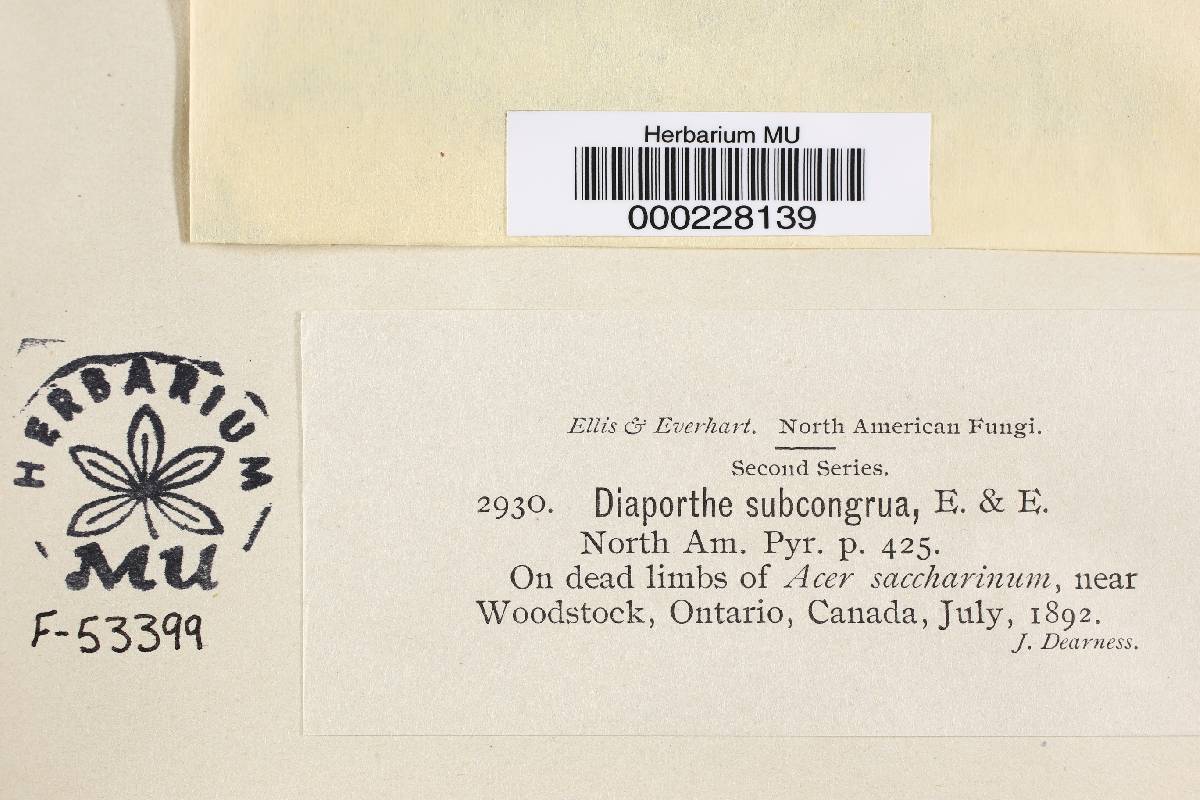 Herbarium MU
000228139
HERBARIUM
MU
F-53399
Ellis & Everhart. North American Fungi.
Second Series.
2930. Diaporthe subcongrua, E. & E.
North Am. Pyr. p. 425.
On dead limbs of Acer saccharinum, near
Woodstock, Ontario, Canada, July, 1892.
J. Dearness.